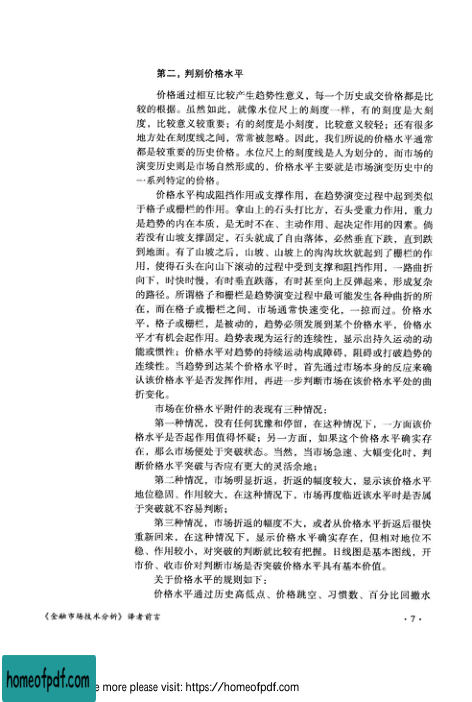 第二，判别价格水平
价格通过相互比较产生趋势性意义，每一个历史成交价格都是比
较的根据。虽然如此，就像水位尺上的刻度一样，有的刻度是大刻
度，比较意义较重要；有的刻度是小刻度，比较意义较轻；还有很多
地方处在刻度线之间，常常被忽略。因此，我们所说的价格水平通常
都是较重要的历史价格。水位尺上的刻度线是人为划分的，而市场的
演变历史则是市场自然形成的，价格水平主要就是市场演变历史中的
一系列特定的价格。
价格水平构成阻挡作用或支撑作用，在趋势演变过程中起到类似
于格子或栅栏的作用。拿山上的石头打比方，石头受重力作用，重力
是趋势的内在本质，是无时不在、主动作用、起决定作用的因素。倘
若没有山坡支撑固定，石头就成了自由落体，必然垂直下跌，直到跌
到地面。有了山坡之后，山坡、山坡上的沟沟坎坎就起到了栅栏的作
用，使得石头在向山下滚动的过程中受到支撑和阻挡作用，一路曲折
向下，时快时慢，有时垂直跌落，有时甚至向上反弹起来，形成复杂
的路径。所谓格子和栅栏是趋势演变过程中最可能发生各种曲折的所
在，而在格子或栅栏之间，市场通常快速变化，一掠而过。价格水
平，格子或栅栏，是被动的，趋势必须发展到某个价格水平，价格水
平才有机会起作用。趋势表现为运行的连续性，显示出持久运动的动
能或惯性；价格水平对趋势的持续运动构成障碍，阻碍或打破趋势的
连续性。当趋势到达某个价格水平时，首先通过市场本身的反应来确
认该价格水平是否发挥作用，再进一步判断市场在该价格水平处的曲
折变化。
市场在价格水平附件的表现有三种情况：
第一种情况，没有任何犹豫和停留，在这种情况下，一方面该价
格水平是否起作用值得怀疑；另一方面，如果这个价格水平确实存
在，那么市场便处于突破状态。当然，当市场急速、大幅变化时，判
断价格水平突破与否应有更大的灵活余地；
第二种情况，市场明显折返，折返的幅度较大，显示该价格水平
地位稳固、作用较大，在这种情况下，市场再度临近该水平时是否属
于突破就不容易判断；
第三种情况，市场折返的幅度不大，或者从价格水平折返后很快
重新回来，在这种情况下，显示价格水平确实存在，但相对地位不
稳、作用较小，对突破的判断就比较有把握。日线图是基本图线，开
市价、收市价对判断市场是否突破价格水平具有基本价值。
关于价格水平的规则如下：
价格水平通过历史高低点、价格跳空、习惯数、百分比回撤水
《金融市场技术分析》译者前言
·7·
homeofpdf.com
e more please visit: https://homeofpdf.com